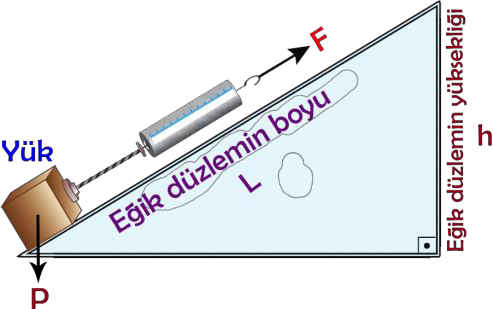 F
Yük
Eğik düzlemin boyu
L
Eğik düzlemin yüksekliği
h
P